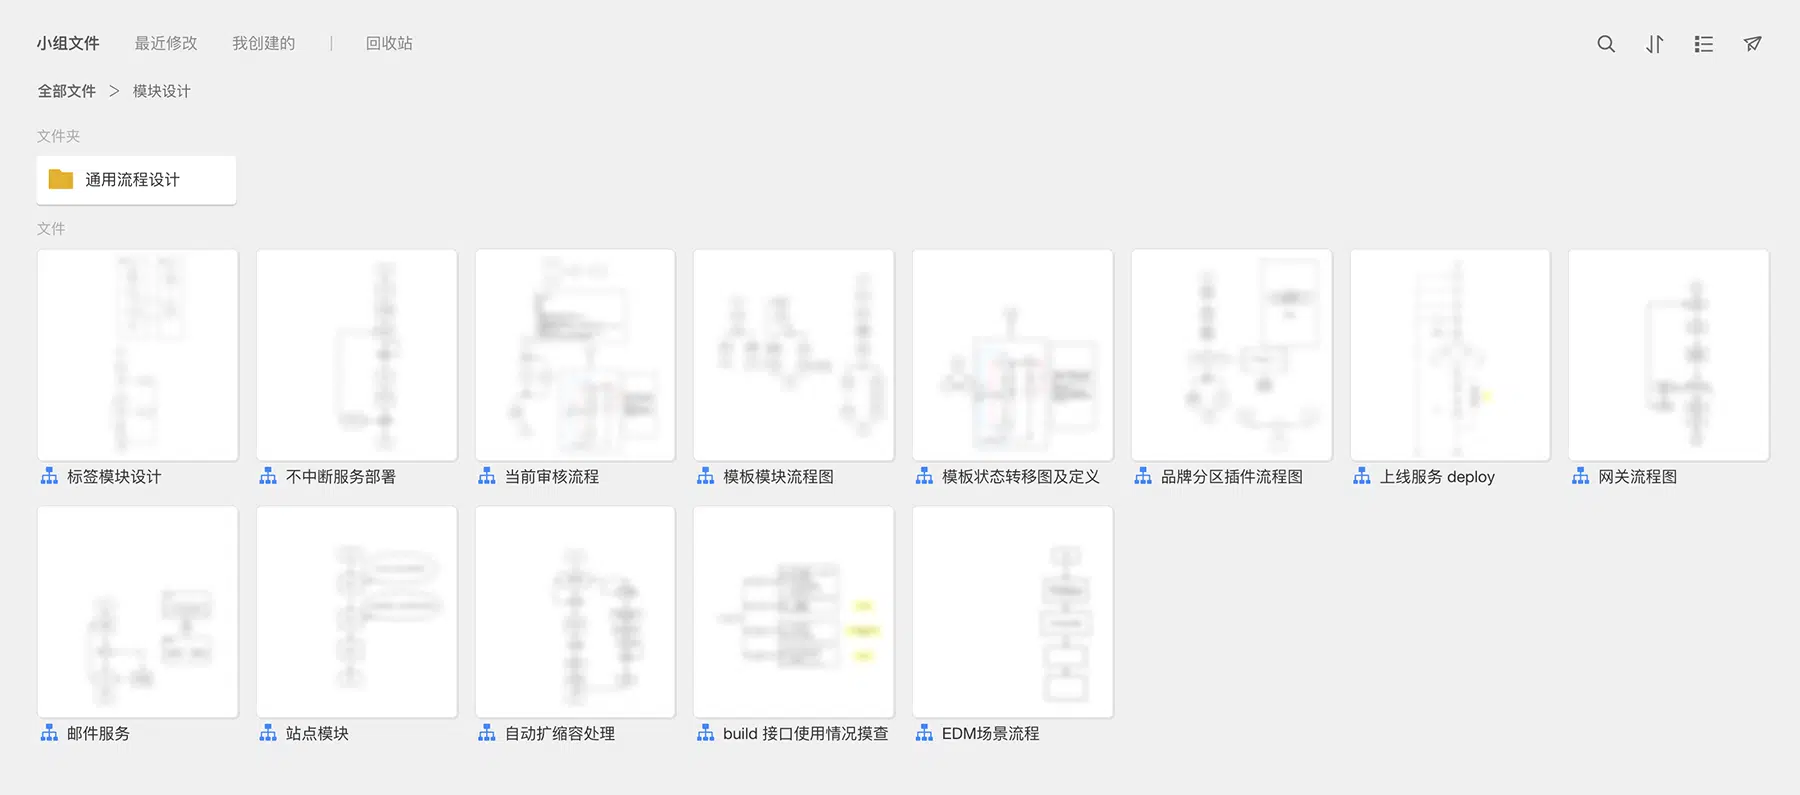 小组文件 最近修改 我创建的 | 回收站
全部文件 > 模块设计
文件夹
通用流程设计
文件
标签模块设计 不中断服务部署 当前审核流程 模板模块流程图 模板状态转移图及定义 品牌分区插件流程图 上线服务 deploy 网关流程图
邮件服务 站点模块 自动扩缩容处理 build 接口使用情况摸查 EDM场景流程